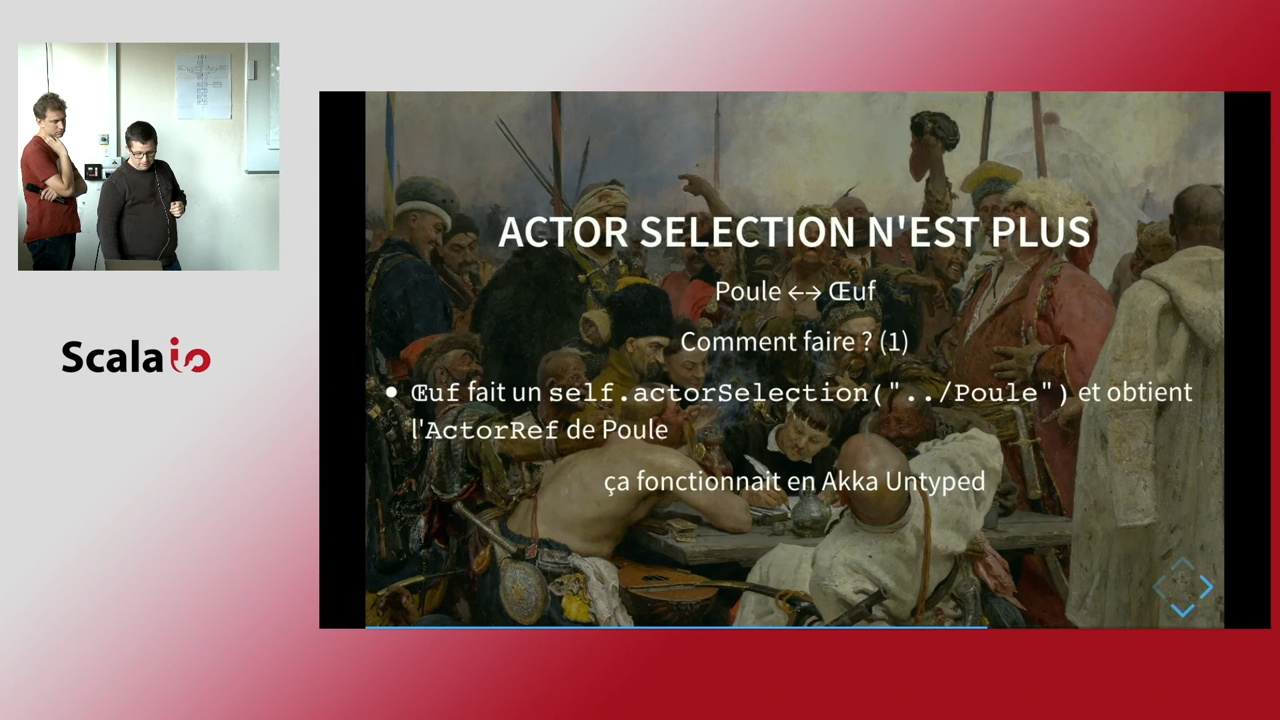 Scala io
ACTOR SELECTION N'EST PLUS
Poule ↔ Œuf
Comment faire ? (1)
• Œuf fait un self.actorSelection("../Poule") et obtient
l'ActorRef de Poule
ça fonctionnait en Akka Untyped